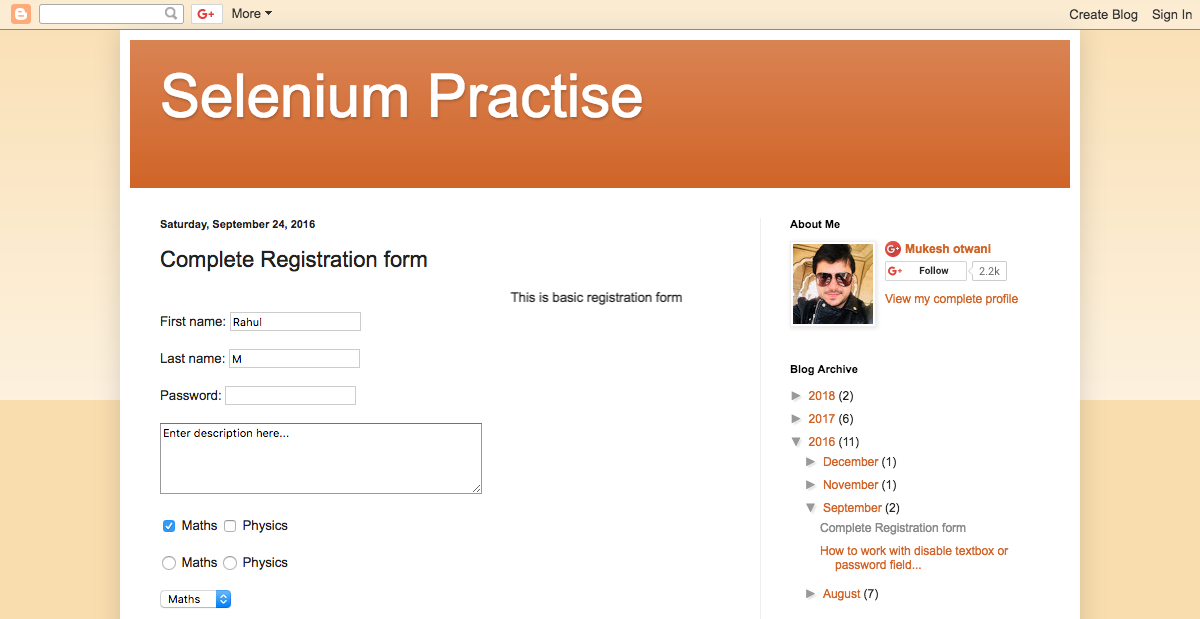 More
Create Blog Sign In
Selenium Practise
Saturday, September 24, 2016
Complete Registration form
This is basic registration form
First name: Rahul
Last name: M
Password:
Enter description here...
Maths Physics
Maths Physics
Maths
About Me
G+ Mukesh otwani
G+ Follow 2.2k
View my complete profile
Blog Archive
► 2018 (2)
► 2017 (6)
▼ 2016 (11)
► December (1)
► November (1)
▼ September (2)
Complete Registration form
How to work with disable textbox or
password field...
► August (7)